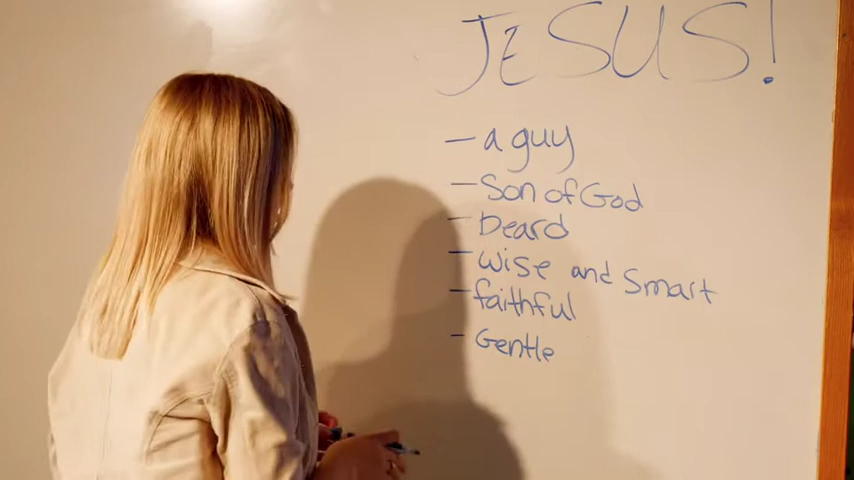 JESUS!
- a guy
- Son of God
- Beard
- wise and Smart
- faithful
- Gentle